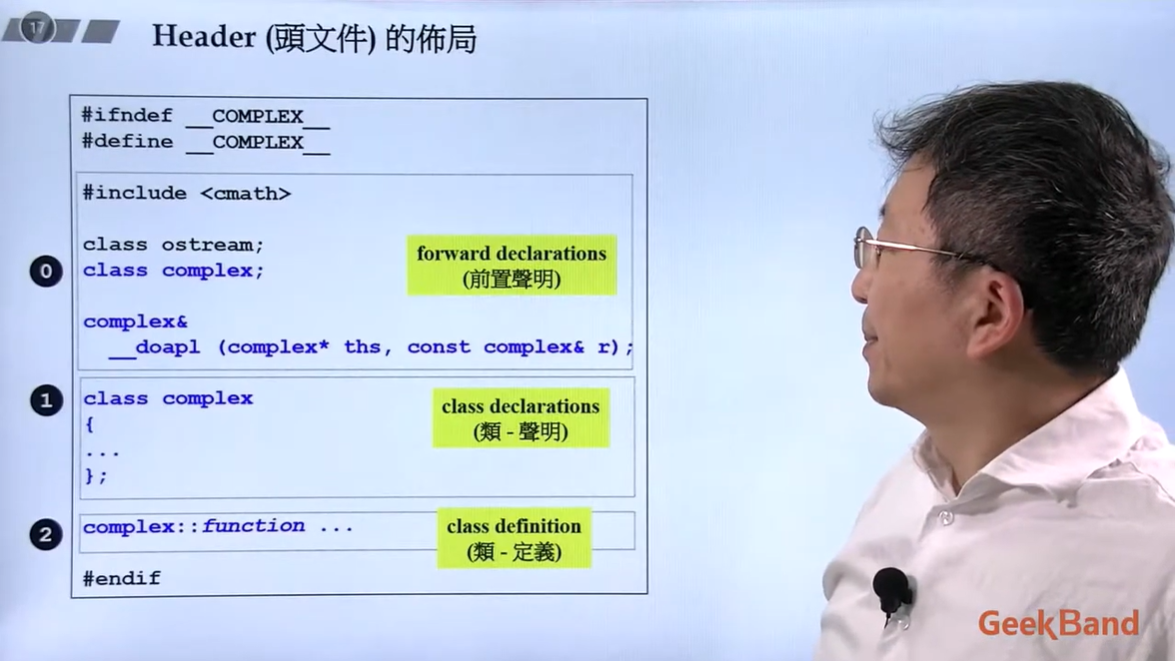 17
Header (頭文件) 的佈局
#ifndef __COMPLEX__
#define __COMPLEX__
#include <cmath>
class ostream;
class complex;
complex&
__doapl (complex* ths, const complex& r);
0
forward declarations
(前置聲明)
1
class complex
{
...
};
class declarations
(類 - 聲明)
2
complex::function ...
class definition
(類 - 定義)
#endif
GeekBand